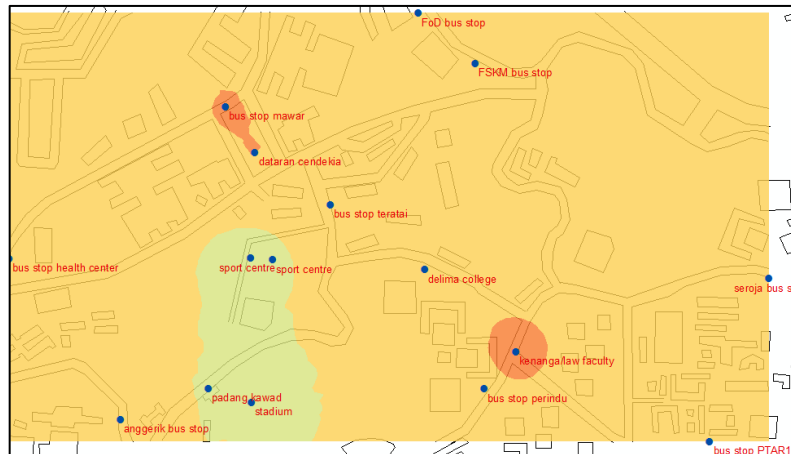 FoD bus stop
FSKM bus stop
bus stop mawar
dataran cendekia
bus stop teratai
bus stop health center
sport centre
sport centre
delima college
seroja bus s
kenanga/law faculty
padang kawad
bus stop perindu
stadium
anggerik bus stop
bus stop PTAR1